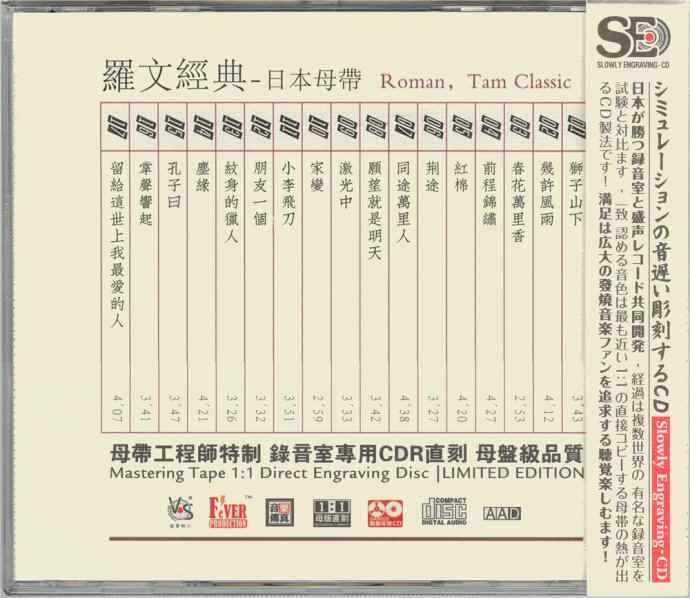 羅文經典-日本母帶 Roman, Tam Classic
獅子山下 3'43
幾許風雨 4'12
春花萬里香 2'53
前程錦繡 4'27
紅棉 4'20
荆途 3'27
同途萬里人 4'38
願望就是明天 3'42
激光中 3'33
家變 2'59
小李飛刀 3'51
朋友一個 3'32
紋身的獵人 3'26
塵緣 4'21
孔子曰 3'47
掌聲響起 3'41
留給這世上我最愛的人 4'07
母帶工程師特制 錄音室專用CDR直刻 母盤級品質
Mastering Tape 1:1 Direct Engraving Disc |LIMITED EDITION
FEVER PRODUCTION ™
1:1
母版直刻
COMPACT
disc
DIGITAL AUDIO
AAD
SED
SLOWLY ENGRAVING-CD
シミュレーションの音遅い彫刻するCD Slowly Engraving-CD
日本が勝つ録音室と盛声レコード共同開発，経過は複数世界の 有名な録音室を
試験と対比ます，一致 認める音色は最も近い 1:1 の直接コピーする母帯の熱が出
るCD製法です! 満足は広大の發燒音楽ファンを追求する聴覚楽しむます!